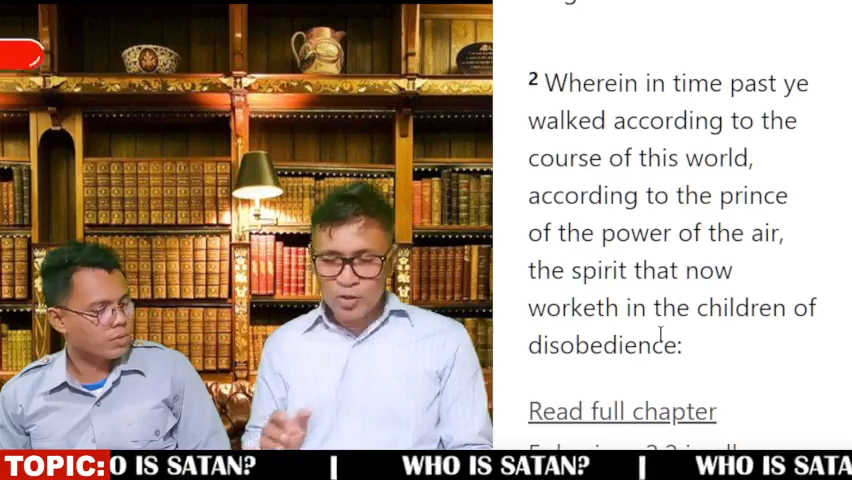 2 Wherein in time past ye
walked according to the
course of this world,
according to the prince
of the power of the air,
the spirit that now
worketh in the children of
disobedience:
Read full chapter
TOPIC: O IS SATAN? | WHO IS SATAN? | WHO IS SATA